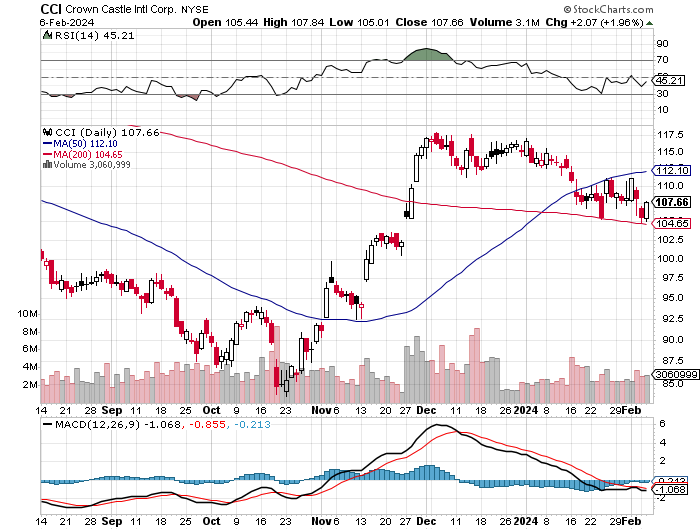 CCI Crown Castle Intl Corp. NYSE © StockCharts.com
6-Feb-2024 Open 105.44 High 107.84 Low 105.01 Close 107.66 Volume 3.1M Chg +2.07 (+1.96%)
RSI(14) 45.21
90
70
50
45.21
30
10
CCI (Daily) 107.66
MA(50) 112.10
MA(200) 104.65
Volume 3,060,999
117.5
115.0
112.10
110.0
107.66
104.65
102.5
100.0
97.5
95.0
92.5
90.0
87.5
85.0
10M
8M
6M
4M
2M
3060999
14 21 28 Sep 11 18 25 Oct 9 16 23 Nov 6 13 20 27 Dec 11 18 26 2024 8 16 22 29 Feb
MACD(12,26,9) -1.068, -0.855, -0.213
6
4
2
-1.068
-2
14 21 28 Sep 11 18 25 Oct 9 16 23 Nov 6 13 20 27 Dec 11 18 26 2024 8 16 22 29 Feb